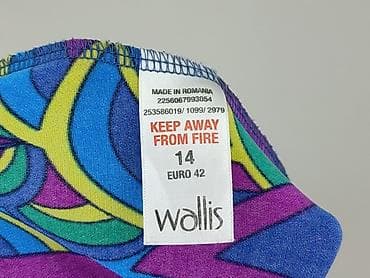 MADE IN ROMANIA
2256067993054
253586019/ 1099/ 2979
KEEP AWAY
FROM FIRE
14
EURO 42
wallis